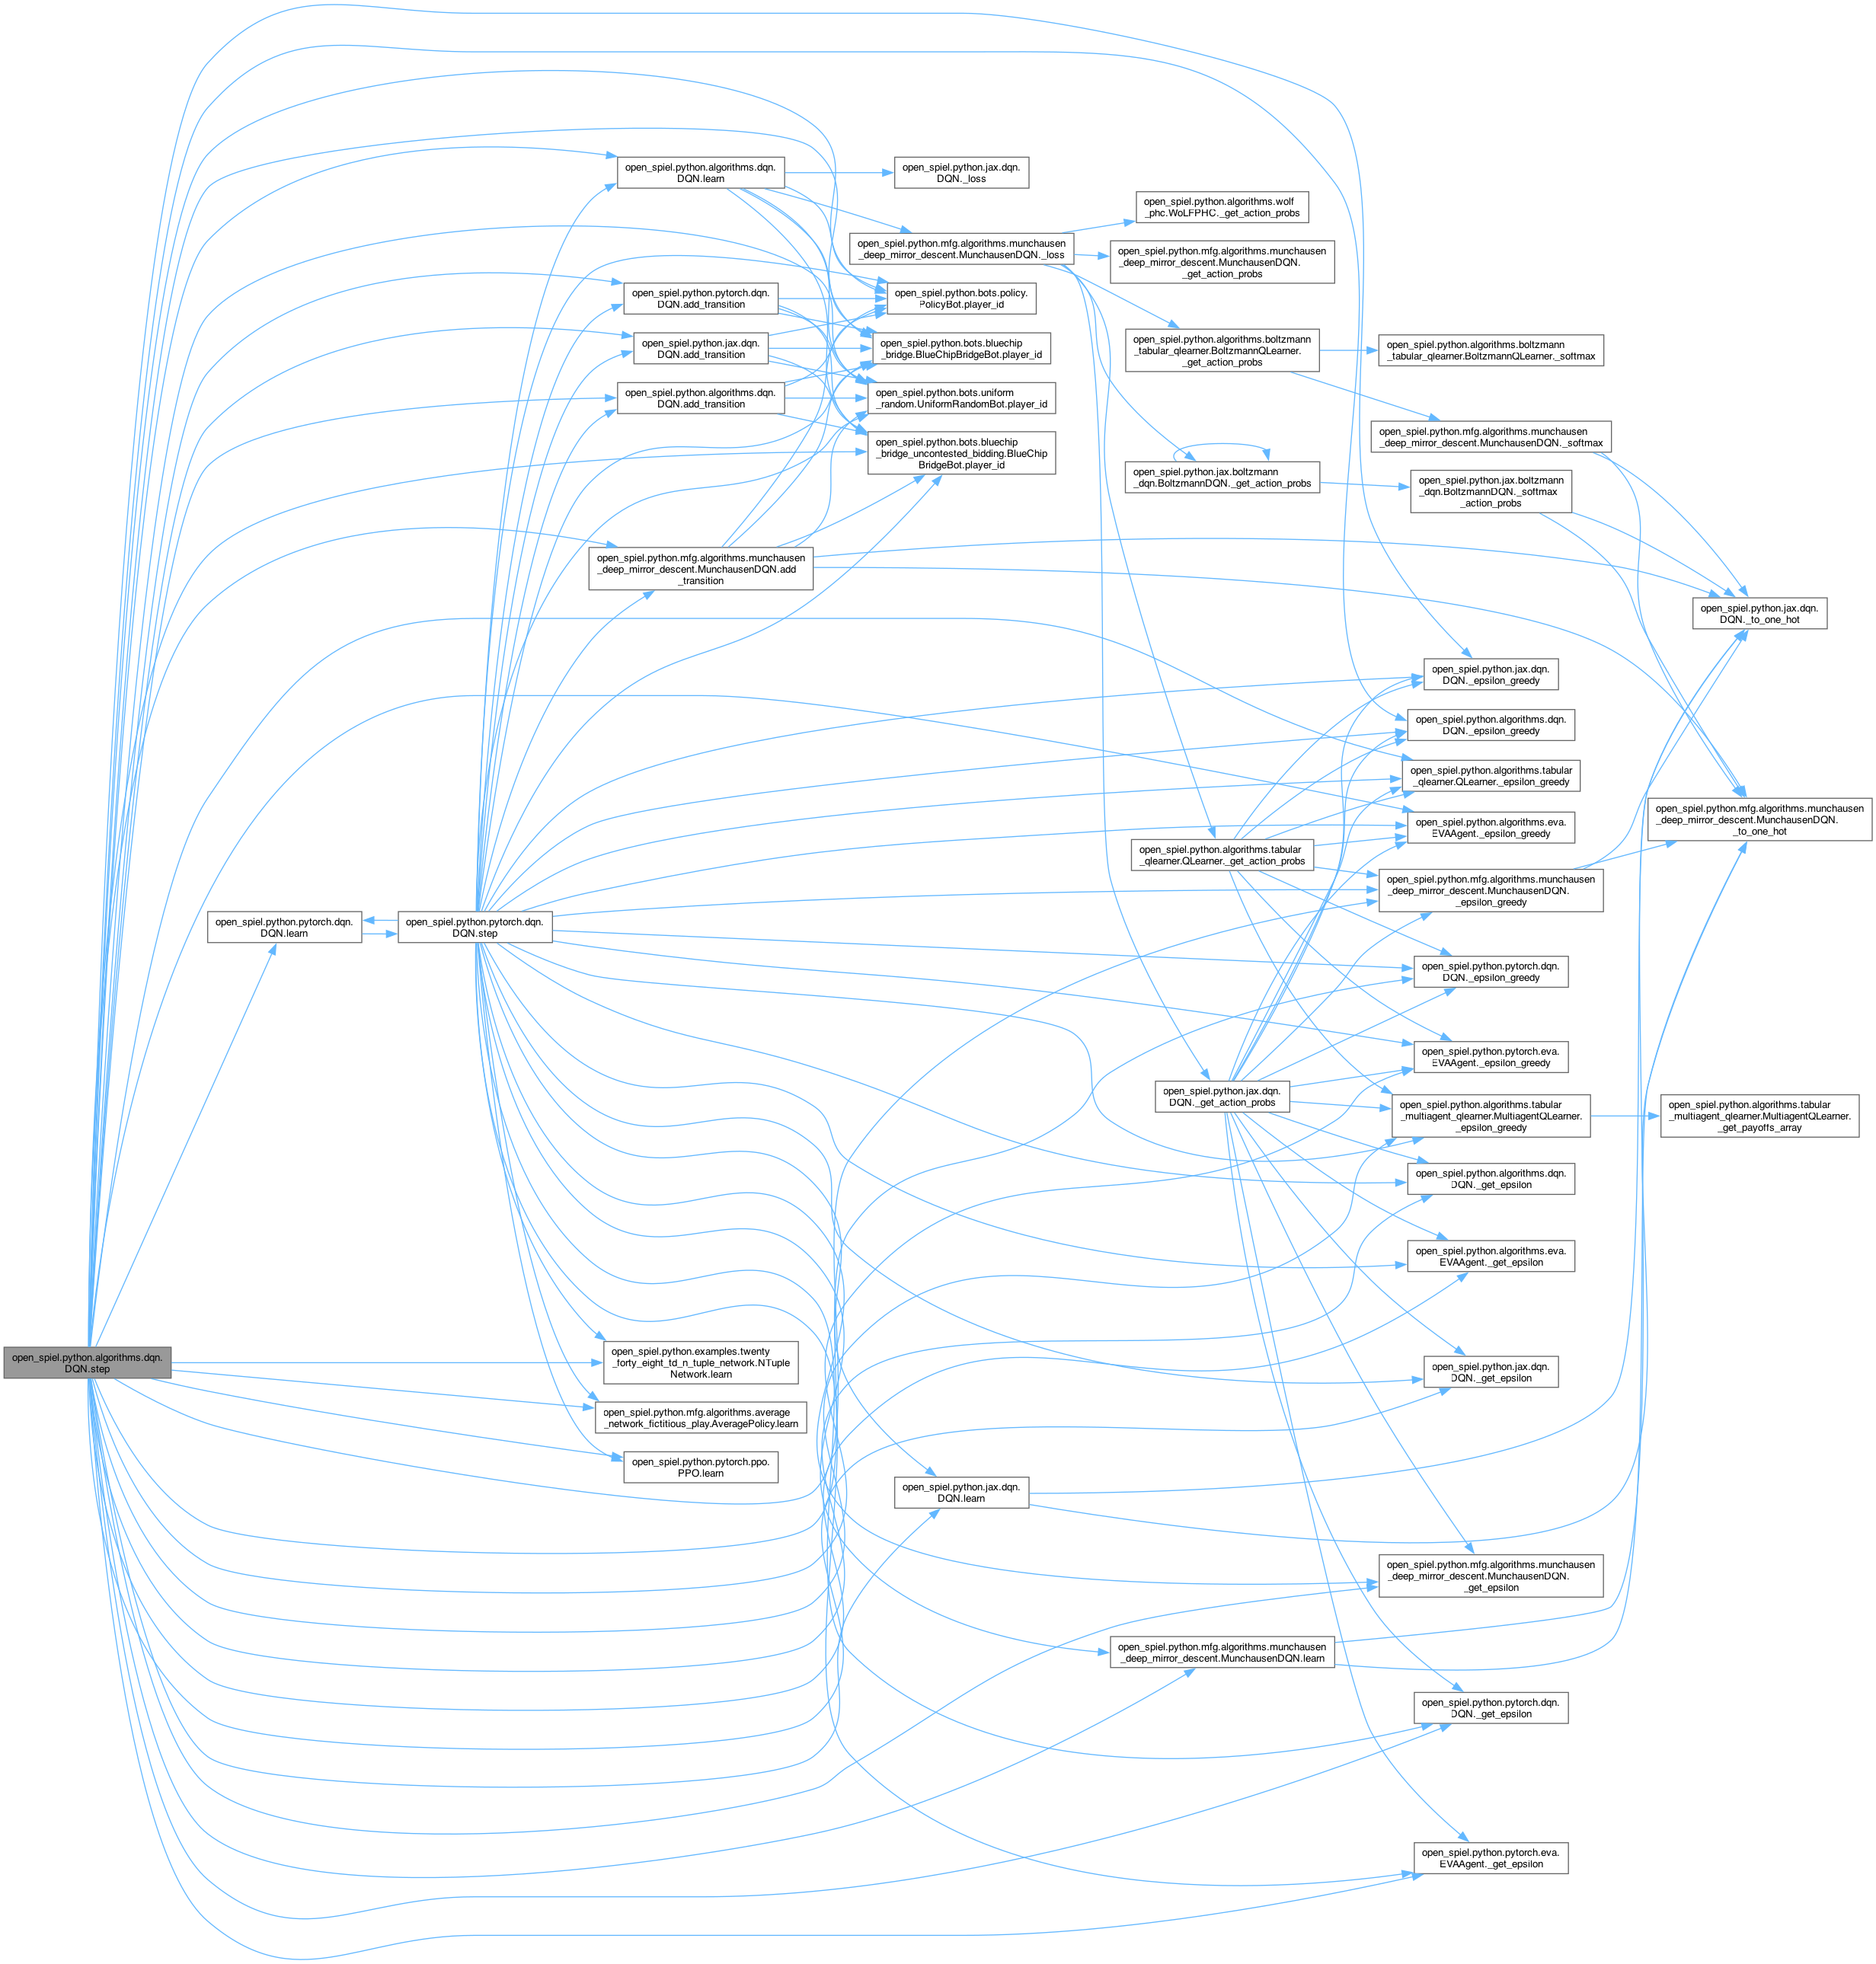 open_spiel.python.algorithms.dqn.
DQN.learn
open_spiel.python.jax.dqn.
DQN._loss
open_spiel.python.algorithms.wolf
_phc.WoLFPHC._get_action_probs
open_spiel.python.mfg.algorithms.munchausen
_deep_mirror_descent.MunchausenDQN._loss
open_spiel.python.mfg.algorithms.munchausen
_deep_mirror_descent.MunchausenDQN.
_get_action_probs
open_spiel.python.pytorch.dqn.
DQN.add_transition
open_spiel.python.bots.policy.
PolicyBot.player_id
open_spiel.python.jax.dqn.
DQN.add_transition
open_spiel.python.bots.bluechip
_bridge.BlueChipBridgeBot.player_id
open_spiel.python.algorithms.boltzmann
_tabular_qlearner.BoltzmannQLearner.
_get_action_probs
open_spiel.python.algorithms.boltzmann
_tabular_qlearner.BoltzmannQLearner._softmax
open_spiel.python.algorithms.dqn.
DQN.add_transition
open_spiel.python.bots.uniform
_random.UniformRandomBot.player_id
open_spiel.python.bots.bluechip
_bridge_uncontested_bidding.BlueChip
BridgeBot.player_id
open_spiel.python.mfg.algorithms.munchausen
_deep_mirror_descent.MunchausenDQN._softmax
open_spiel.python.jax.boltzmann
_dqn.BoltzmannDQN._get_action_probs
open_spiel.python.jax.boltzmann
_dqn.BoltzmannDQN._softmax
_action_probs
open_spiel.python.mfg.algorithms.munchausen
_deep_mirror_descent.MunchausenDQN.add
_transition
open_spiel.python.jax.dqn.
DQN._to_one_hot
open_spiel.python.jax.dqn.
DQN._epsilon_greedy
open_spiel.python.algorithms.dqn.
DQN._epsilon_greedy
open_spiel.python.algorithms.tabular
_qlearner.QLearner._epsilon_greedy
open_spiel.python.mfg.algorithms.munchausen
_deep_mirror_descent.MunchausenDQN.
_to_one_hot
open_spiel.python.algorithms.eva.
EVAAgent._epsilon_greedy
open_spiel.python.algorithms.tabular
_qlearner.QLearner._get_action_probs
open_spiel.python.mfg.algorithms.munchausen
_deep_mirror_descent.MunchausenDQN.
_epsilon_greedy
open_spiel.python.pytorch.dqn.
DQN.learn
open_spiel.python.pytorch.dqn.
DQN.step
open_spiel.python.pytorch.dqn.
DQN._epsilon_greedy
open_spiel.python.pytorch.eva.
EVAAgent._epsilon_greedy
open_spiel.python.jax.dqn.
DQN._get_action_probs
open_spiel.python.algorithms.tabular
_multiagent_qlearner.MultiagentQLearner.
_epsilon_greedy
open_spiel.python.algorithms.tabular
_multiagent_qlearner.MultiagentQLearner.
_get_payoffs_array
open_spiel.python.algorithms.dqn.
DQN._get_epsilon
open_spiel.python.algorithms.eva.
EVAAgent._get_epsilon
open_spiel.python.algorithms.dqn.
DQN.step
open_spiel.python.examples.twenty
_forty_eight_td_n_tuple_network.NTuple
Network.learn
open_spiel.python.jax.dqn.
DQN._get_epsilon
open_spiel.python.mfg.algorithms.average
_network_fictitious_play.AveragePolicy.learn
open_spiel.python.pytorch.ppo.
PPO.learn
open_spiel.python.jax.dqn.
DQN.learn
open_spiel.python.mfg.algorithms.munchausen
_deep_mirror_descent.MunchausenDQN.
_get_epsilon
open_spiel.python.mfg.algorithms.munchausen
_deep_mirror_descent.MunchausenDQN.learn
open_spiel.python.pytorch.dqn.
DQN._get_epsilon
open_spiel.python.pytorch.eva.
EVAAgent._get_epsilon